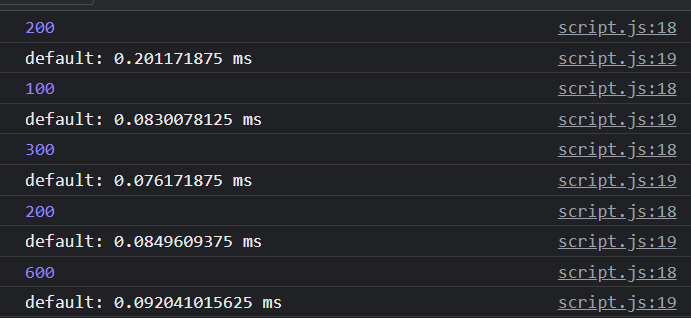 200 script.js:18
default: 0.201171875 ms script.js:19
100 script.js:18
default: 0.0830078125 ms script.js:19
300 script.js:18
default: 0.076171875 ms script.js:19
200 script.js:18
default: 0.0849609375 ms script.js:19
600 script.js:18
default: 0.092041015625 ms script.js:19